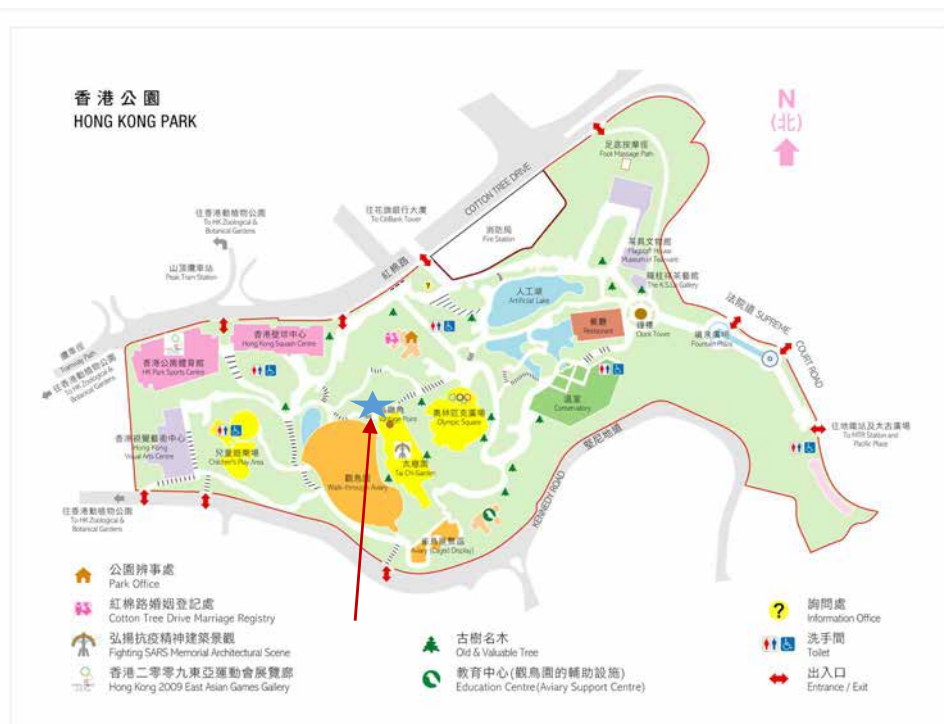 香港公園
HONG KONG PARK
N
(北)
足底按摩徑
Foot Massage Path
COTTON TREE DRIVE
往香港動植物公園
To HK Zoological &
Botanical Gardens
往花旗銀行大廈
To CitiBank Tower
消防局
Fire Station
茶具文物館
Flagstaff House
Museum of Teaware
山頂纜車站
Peak Tram Station
紅棉路
羅桂祥茶藝館
The K.S. Lo Gallery
人工湖
Artificial Lake
法院道 SUPREME COURT ROAD
餐廳
Restaurant
鐘樓
Clock Tower
噴泉廣場
Fountain Plaza
香港壁球中心
Hong Kong Squash Centre
纜車徑
Tramway Path
香港公園體育館
HK Park Sports Centre
往香港動植物公園
To HK Zoological &
Botanical Gardens
溫室
Conservatory
Vantage Point
奧林匹克廣場
Olympic Square
堅尼地道
KENNEDY ROAD
往地鐵站及太古廣場
To MTR Station and
Pacific Place
香港視覺藝術中心
Hong Kong
Visual Arts Centre
兒童遊樂場
Children's Play Area
太極園
Tai Chi Garden
觀鳥園
Walk-through Aviary
往香港動植物公園
To HK Zoological &
Botanical Gardens
Aviary (Caged Display)
公園辦事處
Park Office
紅棉路婚姻登記處
Cotton Tree Drive Marriage Registry
弘揚抗疫精神建築景觀
Fighting SARS Memorial Architectural Scene
香港二零零九東亞運動會展覽廊
Hong Kong 2009 East Asian Games Gallery
古樹名木
Old & Valuable Tree
教育中心(觀鳥園的輔助設施)
Education Centre(Aviary Support Centre)
?
詢問處
Information Office
洗手間
Toilet
出入口
Entrance / Exit